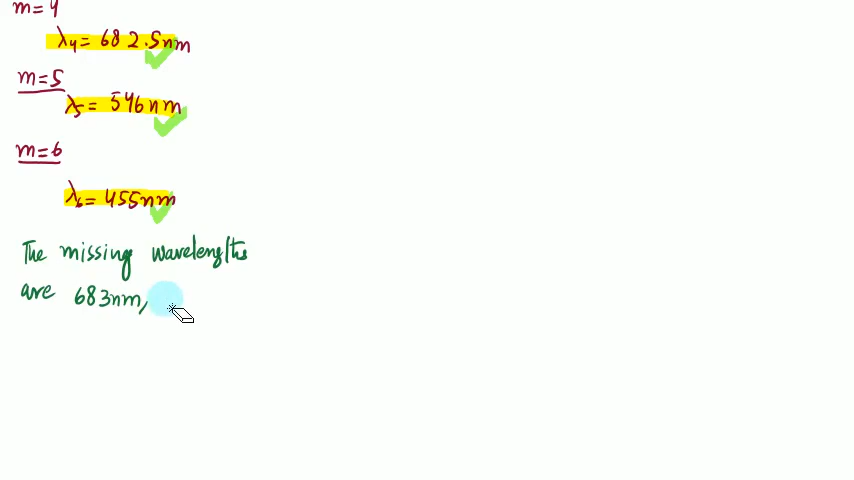 m=4
λ4= 682.5nm
m=5
λ5= 546nm
m=6
λ6= 455nm
The missing wavelengths
are 683nm,